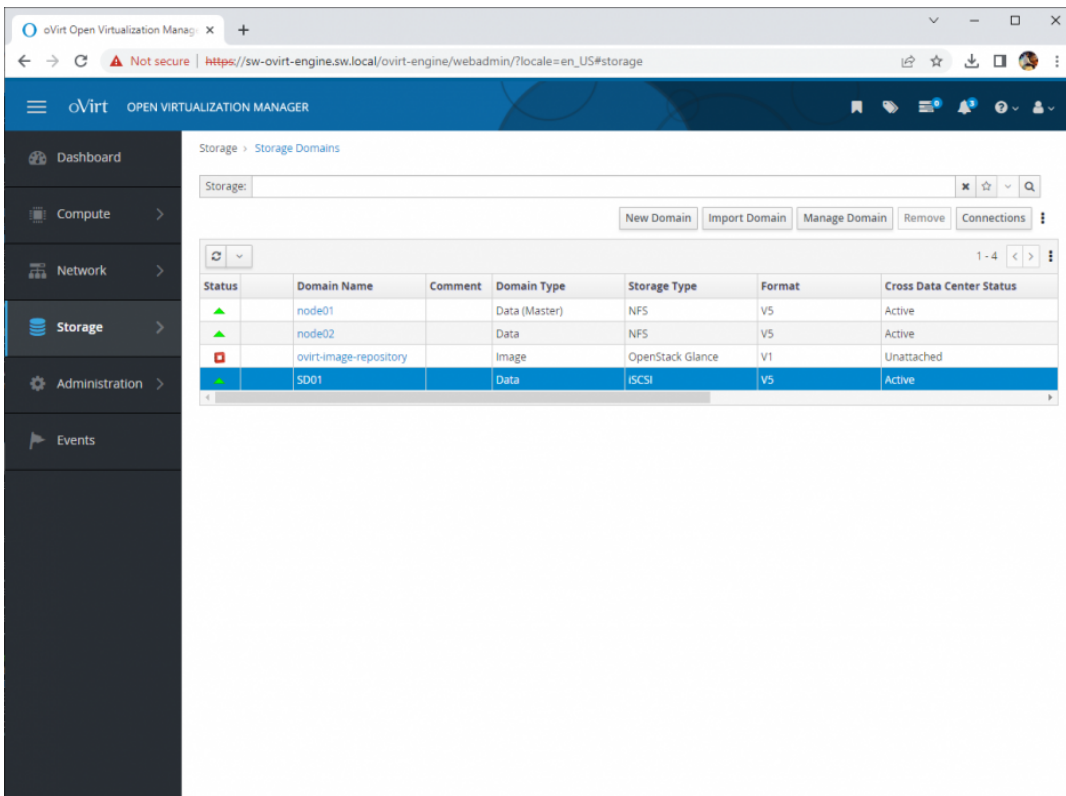 oVirt Open Virtualization Manag
Not secure | https://sw-ovirt-engine.sw.local/ovirt-engine/webadmin/?locale=en_US#storage
oVirt OPEN VIRTUALIZATION MANAGER
0
3
Dashboard
Compute
Network
Storage
Administration
Events
Storage > Storage Domains
Storage:
New Domain Import Domain Manage Domain Remove Connections
1 - 4
Status Domain Name Comment Domain Type Storage Type Format Cross Data Center Status
node01 Data (Master) NFS V5 Active
node02 Data NFS V5 Active
ovirt-image-repository Image OpenStack Glance V1 Unattached
SD01 Data iSCSI V5 Active